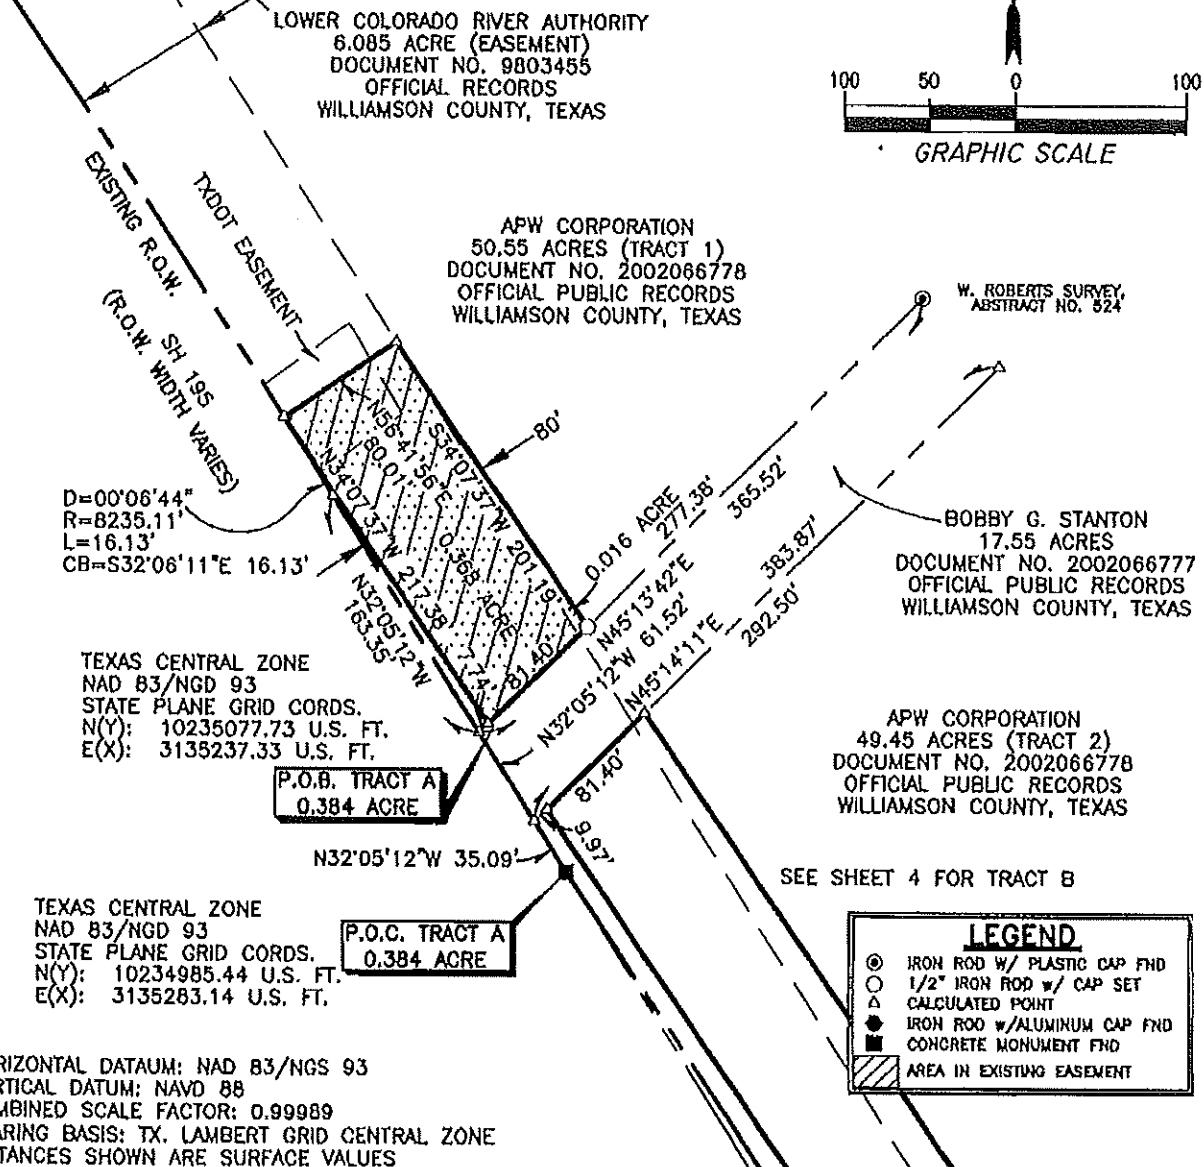 LOWER COLORADO RIVER AUTHORITY
6.085 ACRE (EASEMENT)
DOCUMENT NO. 9803455
OFFICIAL RECORDS
WILLIAMSON COUNTY, TEXAS
100 50 0 100
GRAPHIC SCALE
EXISTING R.O.W.
SH 195
(R.O.W. WIDTH VARIES)
TXDOT EASEMENT
APW CORPORATION
50.55 ACRES (TRACT 1)
DOCUMENT NO. 2002066778
OFFICIAL PUBLIC RECORDS
WILLIAMSON COUNTY, TEXAS
W. ROBERTS SURVEY,
ABSTRACT NO. 524
N56°41'56"E
80.01'
S34°07'37"W 201.19'
80'
N34°07'37"W 217.38
0.368 ACRE
7.74'
81.40'
D=00°06'44"
R=8235.11'
L=16.13'
CB=S32°06'11"E 16.13'
N32°05'12"W
163.35'
0.016 ACRE
277.38'
365.52'
N45°13'42"E
N32°05'12"W 61.52'
N45°14'11"E
383.87'
292.50'
BOBBY G. STANTON
17.55 ACRES
DOCUMENT NO. 2002066777
OFFICIAL PUBLIC RECORDS
WILLIAMSON COUNTY, TEXAS
TEXAS CENTRAL ZONE
NAD 83/NGD 93
STATE PLANE GRID CORDS.
N(Y): 10235077.73 U.S. FT.
E(X): 3135237.33 U.S. FT.
P.O.B. TRACT A
0.384 ACRE
81.40'
9.97'
N32°05'12"W 35.09'
APW CORPORATION
49.45 ACRES (TRACT 2)
DOCUMENT NO. 2002066778
OFFICIAL PUBLIC RECORDS
WILLIAMSON COUNTY, TEXAS
SEE SHEET 4 FOR TRACT B
TEXAS CENTRAL ZONE
NAD 83/NGD 93
STATE PLANE GRID CORDS.
N(Y): 10234985.44 U.S. FT.
E(X): 3135283.14 U.S. FT.
P.O.C. TRACT A
0.384 ACRE
LEGEND
IRON ROD W/ PLASTIC CAP FND
1/2" IRON ROD w/ CAP SET
CALCULATED POINT
IRON ROD w/ALUMINUM CAP FND
CONCRETE MONUMENT FND
AREA IN EXISTING EASEMENT
RIZONTAL DATAUM: NAD 83/NGS 93
RTICAL DATUM: NAVD 88
MBINED SCALE FACTOR: 0.99989
ARING BASIS: TX. LAMBERT GRID CENTRAL ZONE
TANCES SHOWN ARE SURFACE VALUES